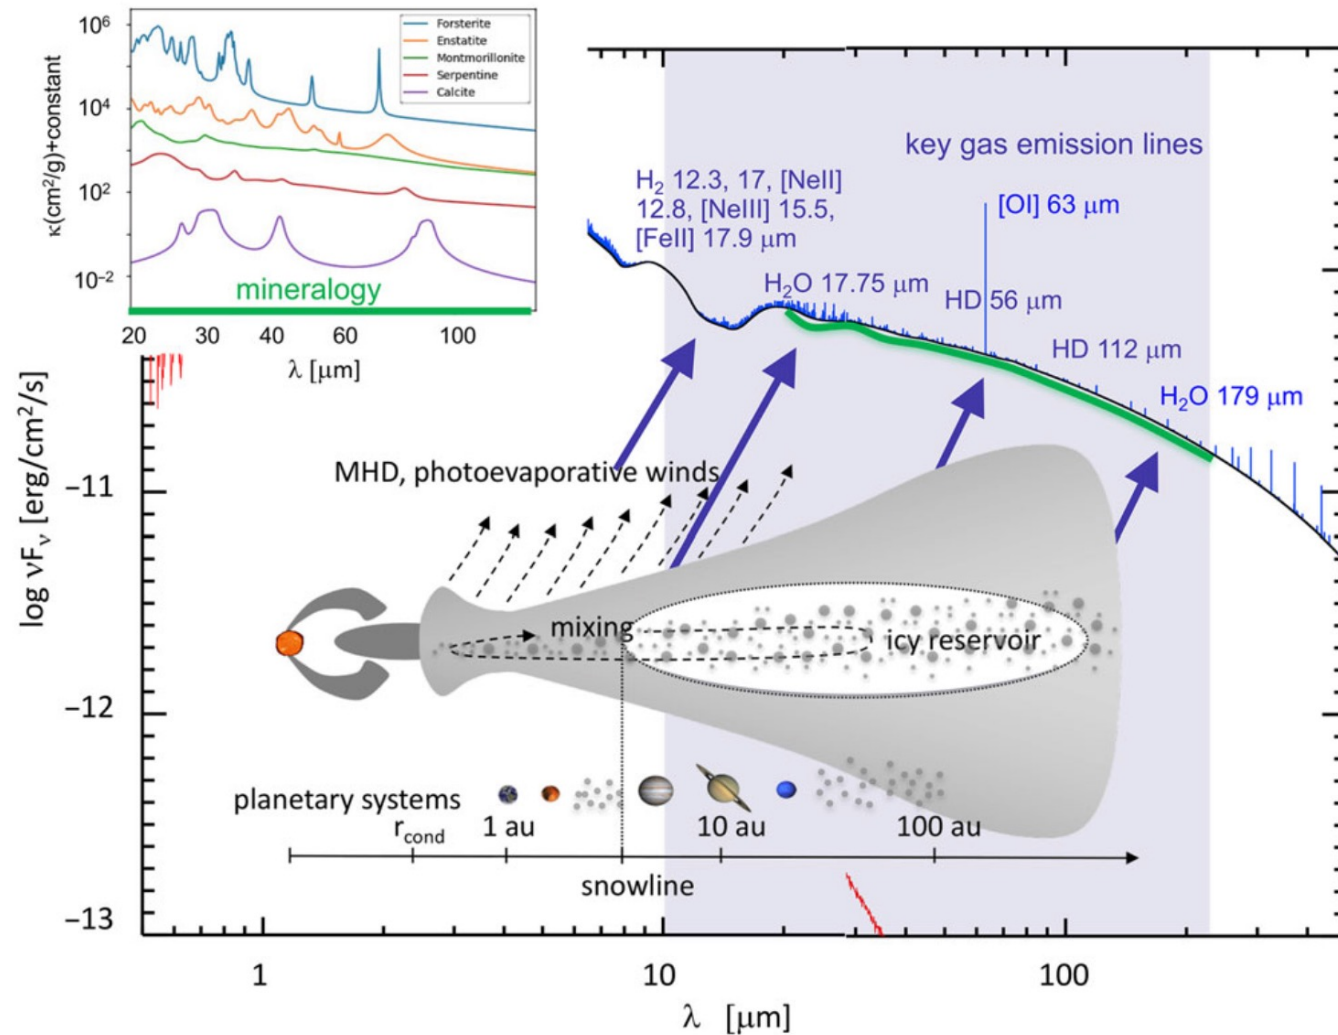 10⁶
10⁴
10²
10⁻²
κ(cm²/g)+constant
Forsterite
Enstatite
Montmorillonite
Serpentine
Calcite
mineralogy
20 30 40 60 100
λ [μm]
key gas emission lines
H₂ 12.3, 17, [NeII]
12.8, [NeIII] 15.5,
[FeII] 17.9 μm
[OI] 63 μm
H₂O 17.75 μm
HD 56 μm
HD 112 μm
H₂O 179 μm
log νFν [erg/cm²/s]
−11
−12
−13
MHD, photoevaporative winds
mixing
icy reservoir
planetary systems
r_cond 1 au 10 au 100 au
snowline
1 10 100
λ [μm]